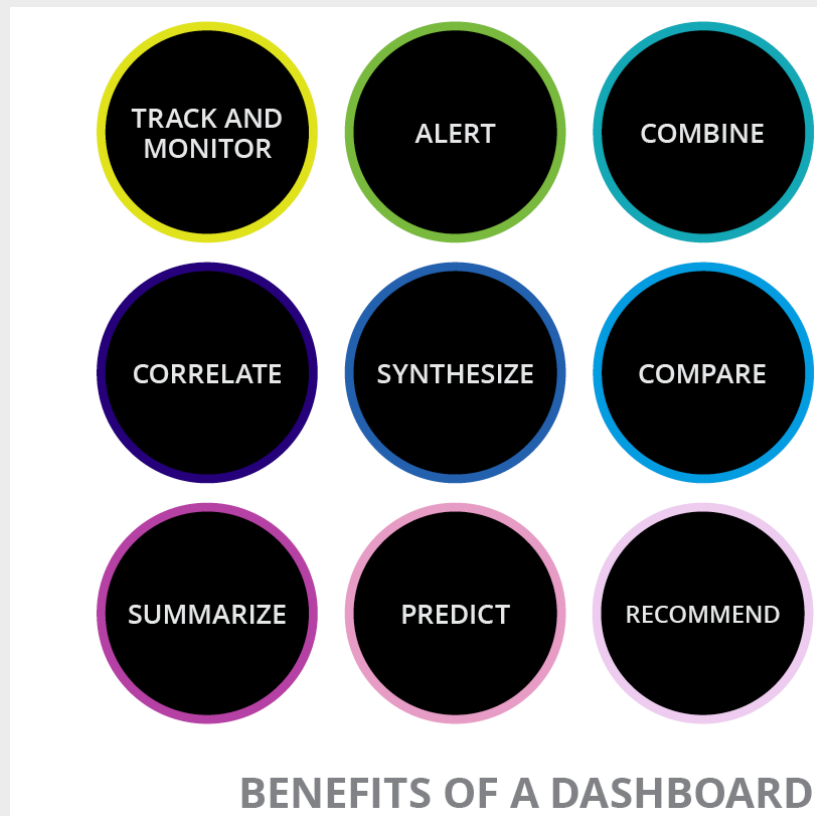 TRACK AND
MONITOR
ALERT
COMBINE
CORRELATE
SYNTHESIZE
COMPARE
SUMMARIZE
PREDICT
RECOMMEND
BENEFITS OF A DASHBOARD